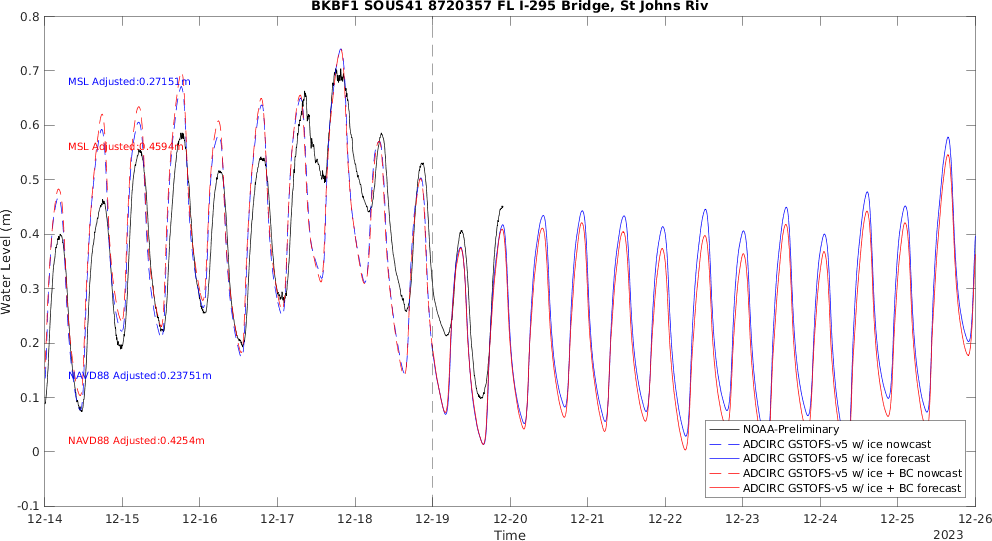 BKBF1 SOUS41 8720357 FL I-295 Bridge, St Johns Riv
0.8
0.7
0.6
0.5
0.4
0.3
0.2
0.1
0
-0.1
Water Level (m)
MSL Adjusted:0.27151m
MSL Adjusted:0.4594m
NAVD88 Adjusted:0.23751m
NAVD88 Adjusted:0.4254m
NOAA-Preliminary
ADCIRC GSTOFS-v5 w/ ice nowcast
ADCIRC GSTOFS-v5 w/ ice forecast
ADCIRC GSTOFS-v5 w/ ice + BC nowcast
ADCIRC GSTOFS-v5 w/ ice + BC forecast
12-14 12-15 12-16 12-17 12-18 12-19 12-20 12-21 12-22 12-23 12-24 12-25 12-26
Time
2023